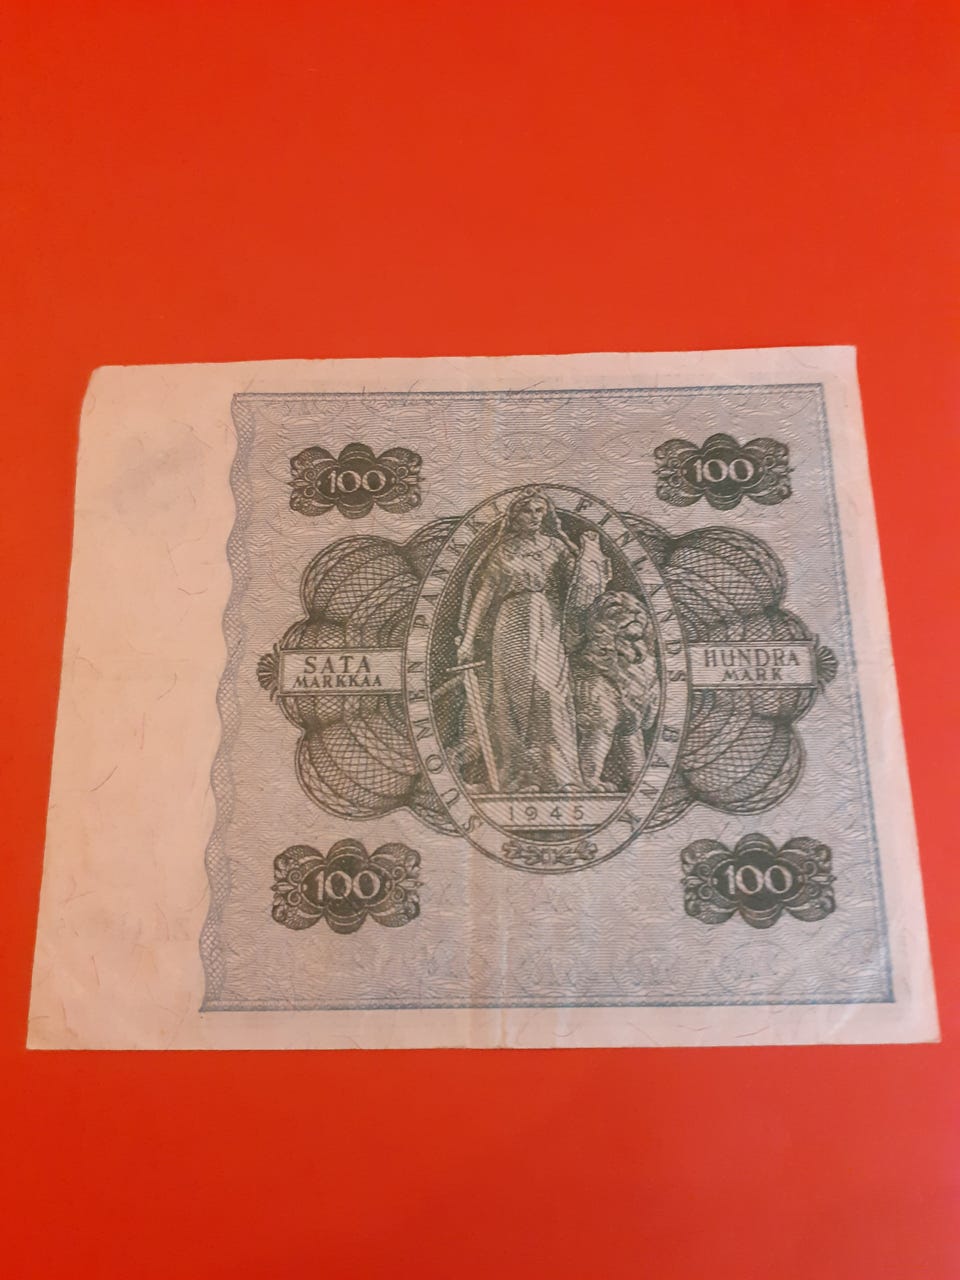 100
100
SUOMEN PANKKI
FINLANDS BANK
SATA
MARKKAA
HUNDRA
MARK
1945
100
100